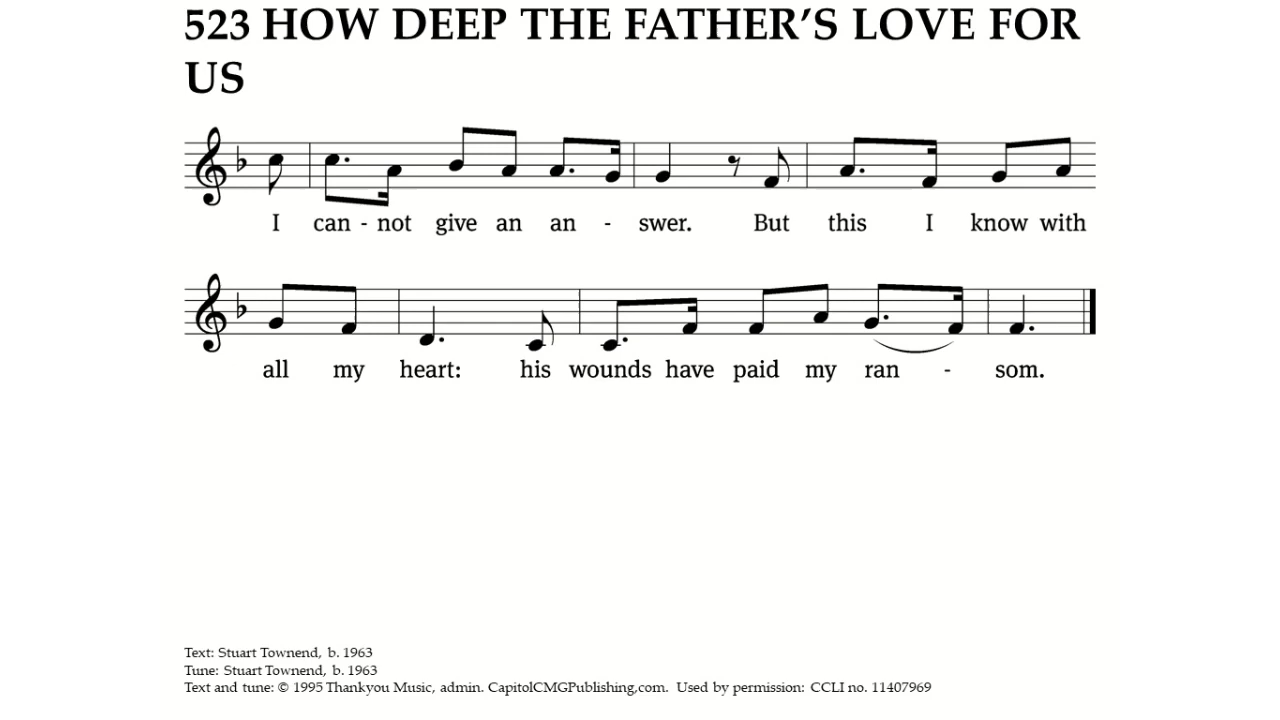 523 HOW DEEP THE FATHER’S LOVE FOR
US
I can - not give an an - swer. But this I know with
all my heart: his wounds have paid my ran - som.
Text: Stuart Townend, b. 1963
Tune: Stuart Townend, b. 1963
Text and tune: © 1995 Thankyou Music, admin. CapitolCMGPublishing.com. Used by permission: CCLI no. 11407969